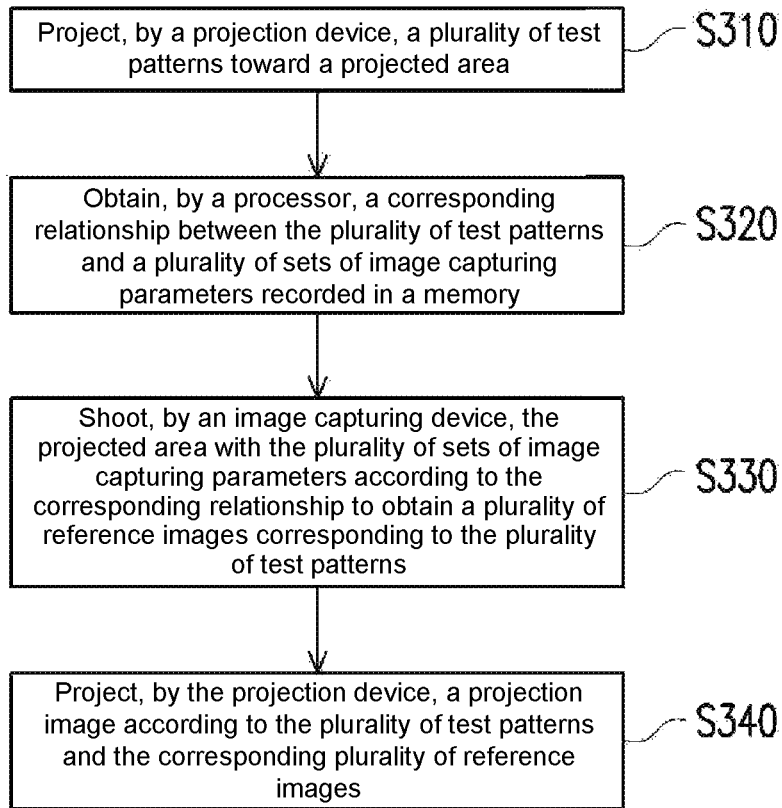 Project, by a projection device, a plurality of test
patterns toward a projected area
S310
Obtain, by a processor, a corresponding
relationship between the plurality of test patterns
and a plurality of sets of image capturing
parameters recorded in a memory
S320
Shoot, by an image capturing device, the
projected area with the plurality of sets of image
capturing parameters according to the
corresponding relationship to obtain a plurality of
reference images corresponding to the plurality
of test patterns
S330
Project, by the projection device, a projection
image according to the plurality of test patterns
and the corresponding plurality of reference
images
S340